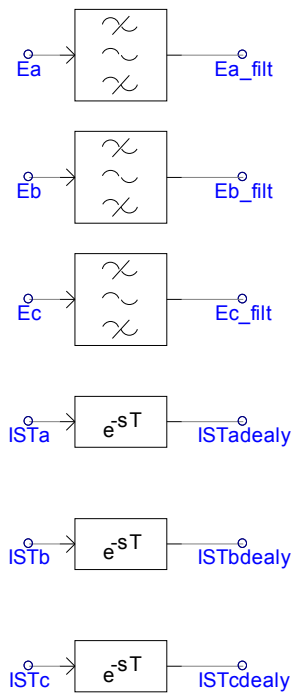 Ea
Ea_filt
Eb
Eb_filt
Ec
Ec_filt
ISTa
e-sT
ISTadealy
ISTb
e-sT
ISTbdealy
ISTc
e-sT
ISTcdealy